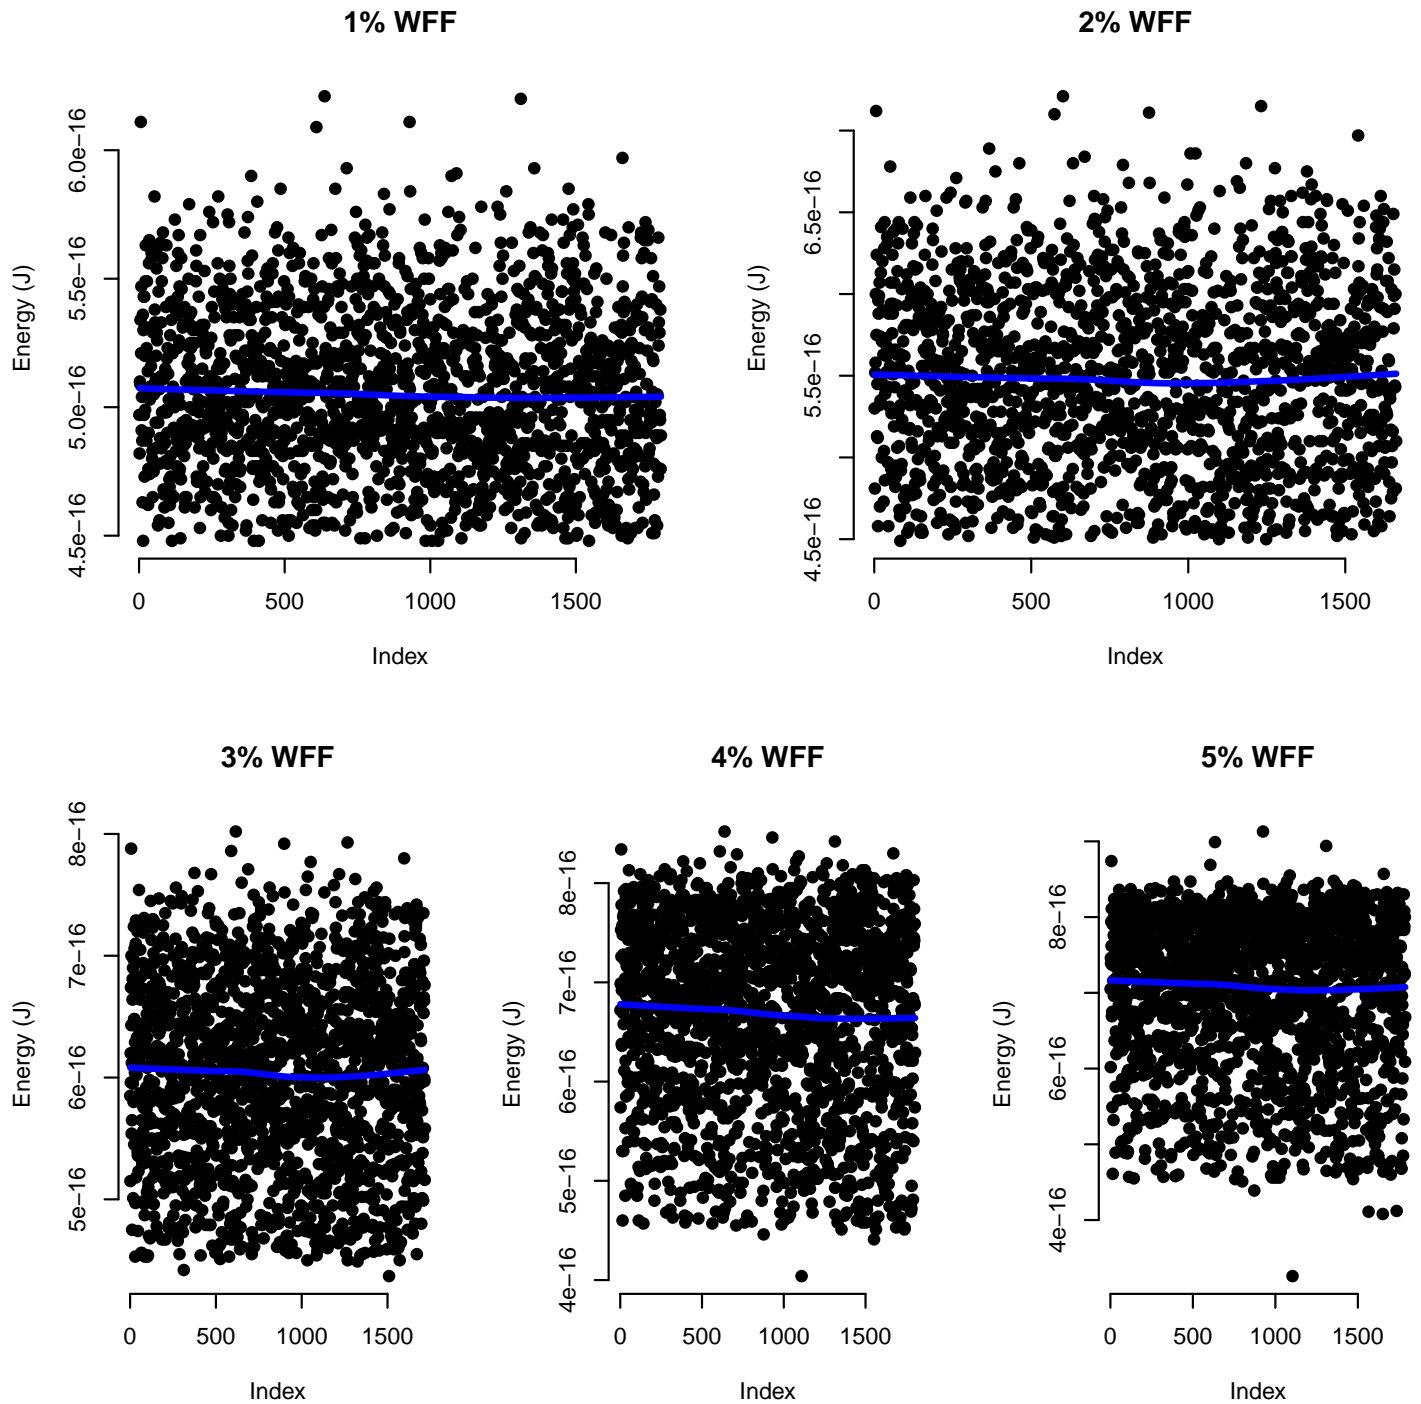 1% WFF
Energy (J)
4.5e−16 5.0e−16 5.5e−16 6.0e−16
0 500 1000 1500
Index
2% WFF
Energy (J)
4.5e−16 5.5e−16 6.5e−16
0 500 1000 1500
Index
3% WFF
Energy (J)
5e−16 6e−16 7e−16 8e−16
0 500 1000 1500
Index
4% WFF
Energy (J)
4e−16 5e−16 6e−16 7e−16 8e−16
0 500 1000 1500
Index
5% WFF
Energy (J)
4e−16 6e−16 8e−16
0 500 1000 1500
Index